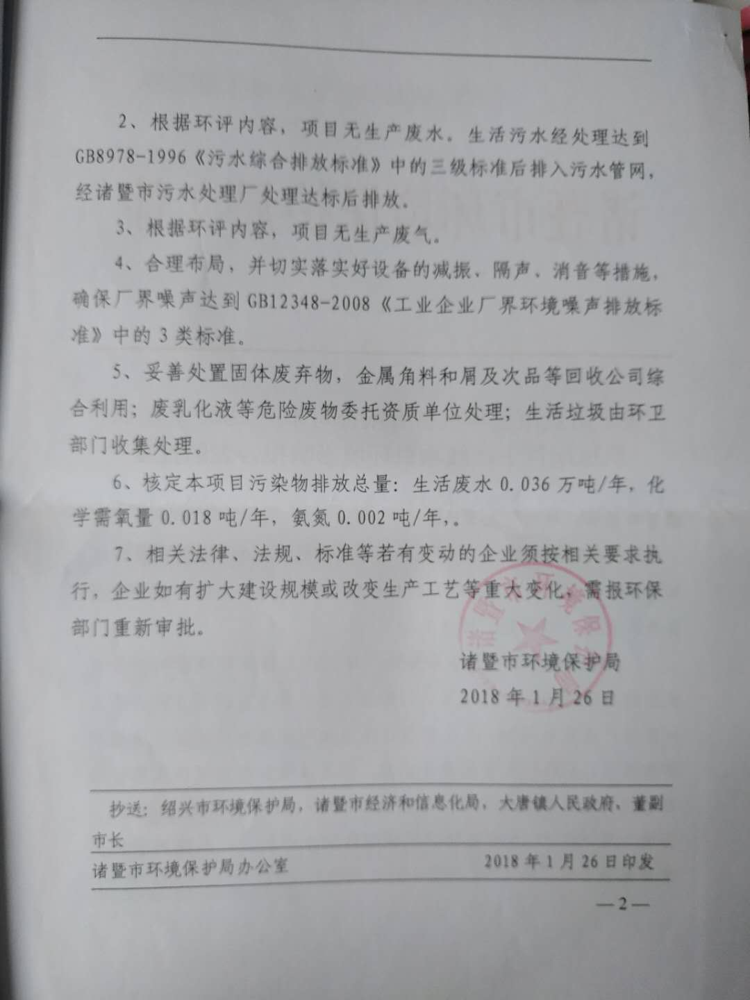 2、根据环评内容，项目无生产废水。生活污水经处理达到
GB8978-1996《污水综合排放标准》中的三级标准后排入污水管网，
经诸暨市污水处理厂处理达标后排放。
3、根据环评内容，项目无生产废气。
4、合理布局，并切实落实好设备的减振、隔声、消音等措施，
确保厂界噪声达到GB12348-2008《工业企业厂界环境噪声排放标
准》中的3类标准。
5、妥善处置固体废弃物，金属角料和屑及次品等回收公司综
合利用；废乳化液等危险废物委托资质单位处理；生活垃圾由环卫
部门收集处理。
6、核定本项目污染物排放总量：生活废水0.036万吨/年，化
学需氧量0.018吨/年，氨氮0.002吨/年，。
7、相关法律、法规、标准等若有变动的企业须按相关要求执
行，企业如有扩大建设规模或改变生产工艺等重大变化，需报环保
部门重新审批。
诸暨市环境保护局
诸暨市环境保护局
2018年1月26日
抄送：绍兴市环境保护局，诸暨市经济和信息化局、大唐镇人民政府、董副
市长
诸暨市环境保护局办公室 2018年1月26日印发
—2—